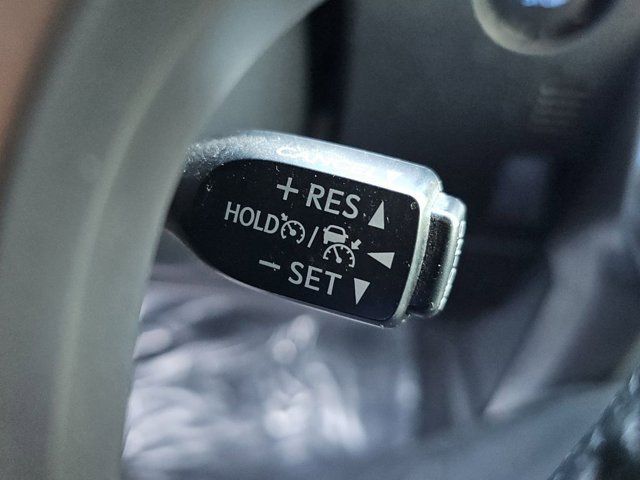 + RES
HOLD /
- SET